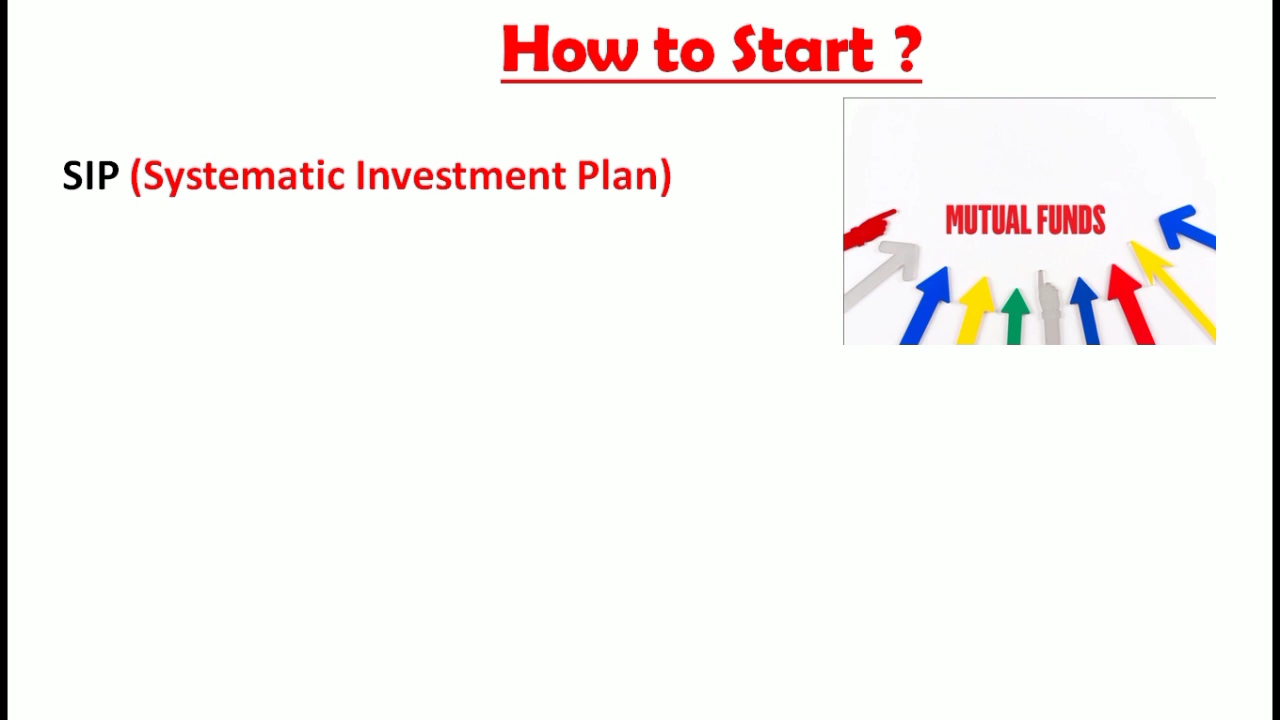 How to Start ?
SIP (Systematic Investment Plan)
MUTUAL FUNDS